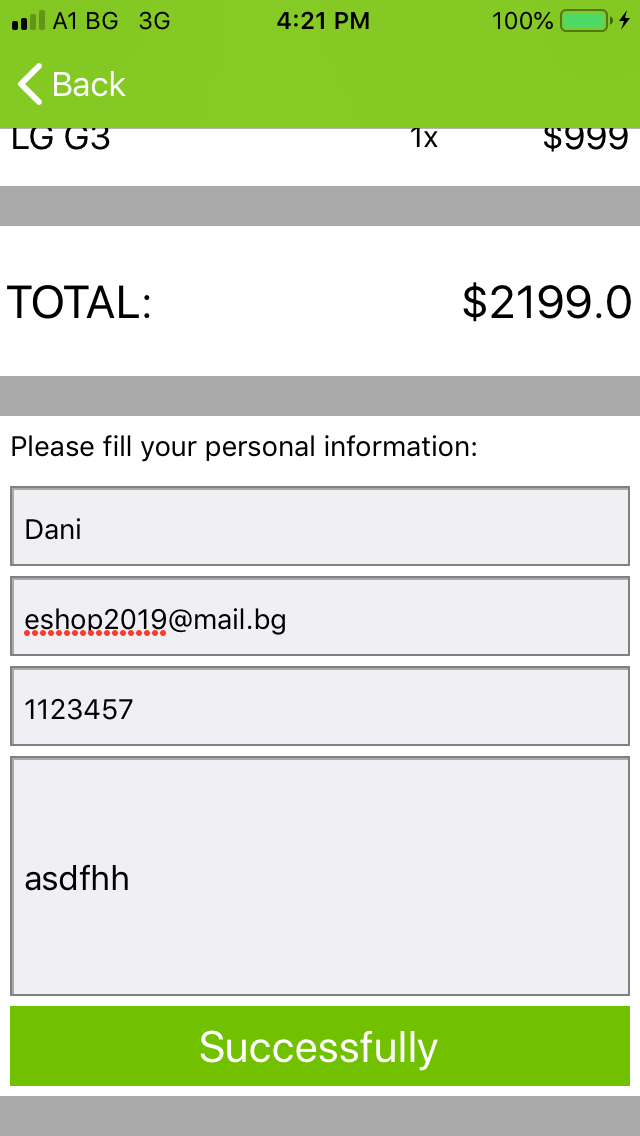 A1 BG 3G 4:21 PM 100%
Back
LG G3 1x $999
TOTAL: $2199.0
Please fill your personal information:
Dani
eshop2019@mail.bg
1123457
asdfhh
Successfully